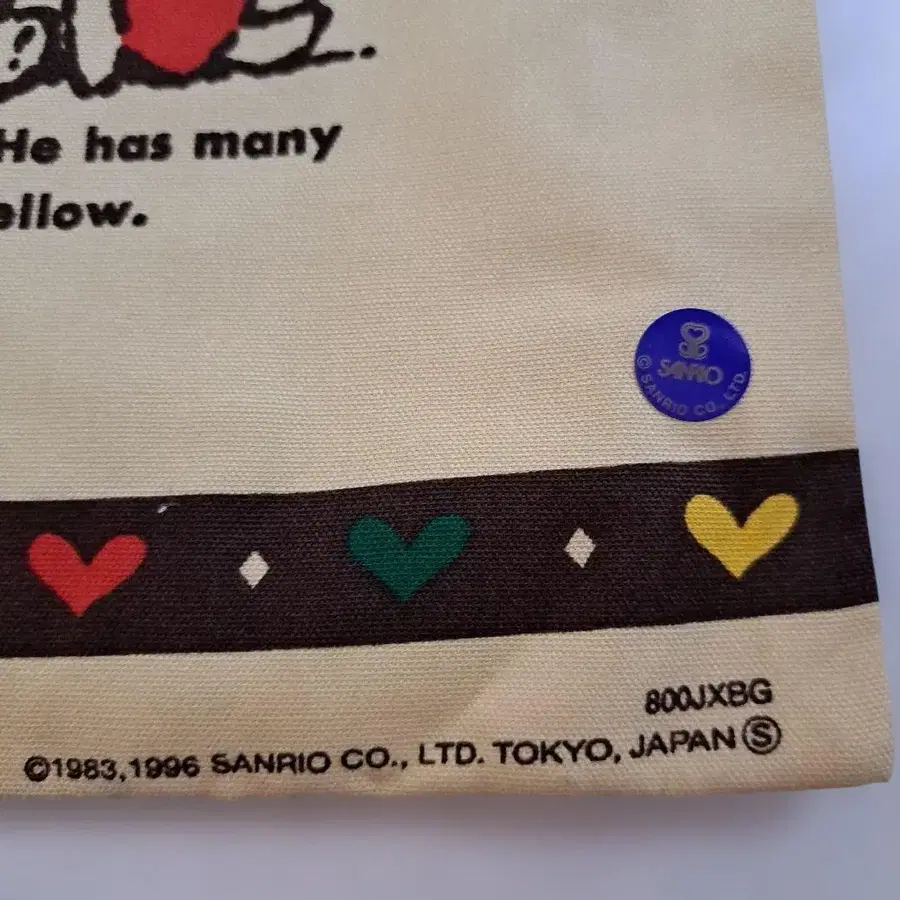 He has many
ellow.
SANRIO
© SANRIO CO., LTD.
800JXBG
©1983,1996 SANRIO CO., LTD. TOKYO, JAPAN Ⓢ